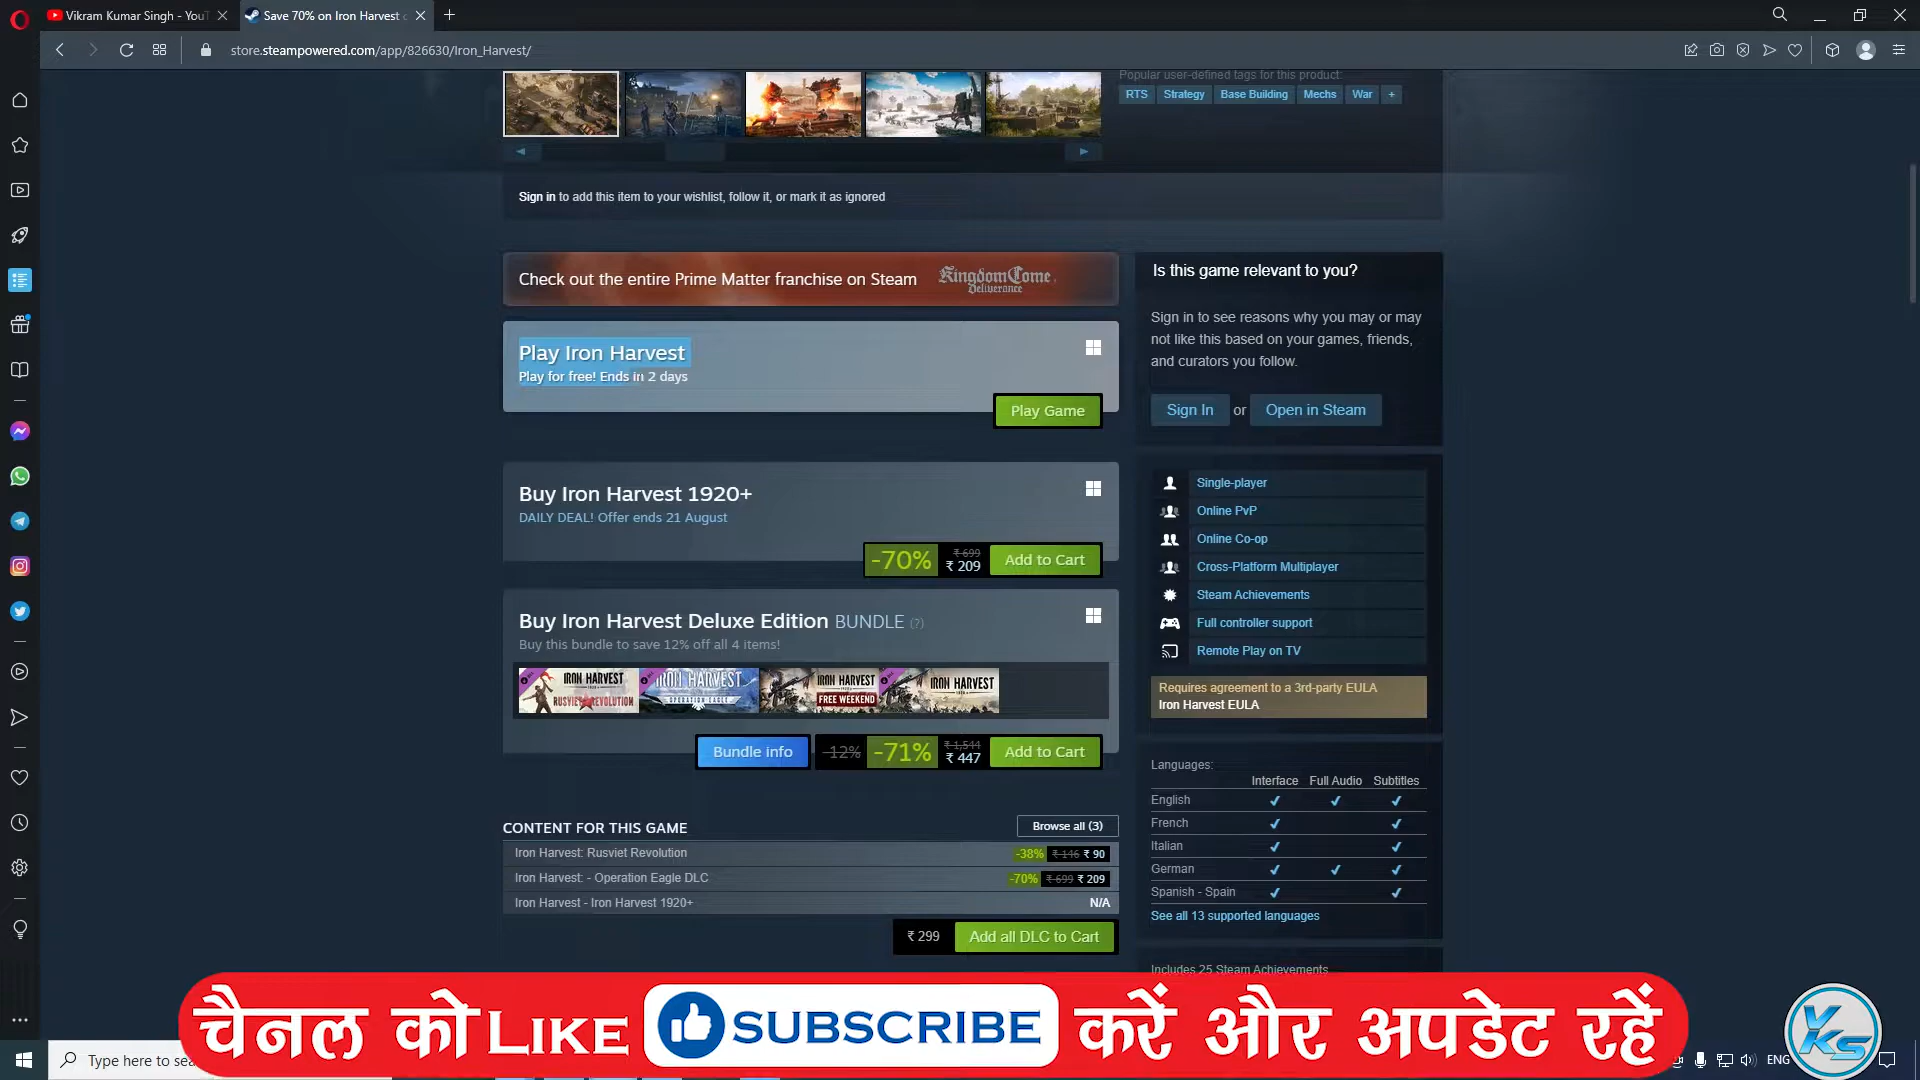 Vikram Kumar Singh - YouT
Save 70% on Iron Harvest o
store.steampowered.com/app/826630/Iron_Harvest/
Popular user-defined tags for this product:
RTS
Strategy
Base Building
Mechs
War
+
Sign in to add this item to your wishlist, follow it, or mark it as ignored
Check out the entire Prime Matter franchise on Steam
Kingdom Come
Deliverance
Play Iron Harvest
Play for free! Ends in 2 days
Play Game
Is this game relevant to you?
Sign in to see reasons why you may or may
not like this based on your games, friends,
and curators you follow.
Sign In or Open in Steam
Buy Iron Harvest 1920+
DAILY DEAL! Offer ends 21 August
-70%
₹ 699
₹ 209
Add to Cart
Buy Iron Harvest Deluxe Edition BUNDLE (?)
Buy this bundle to save 12% off all 4 items!
IRON HARVEST
RUSVIET REVOLUTION
IRON HARVEST
OPERATION EAGLE
IRON HARVEST
FREE WEEKEND
IRON HARVEST
Bundle info
-12%
-71%
₹ 1,544
₹ 447
Add to Cart
CONTENT FOR THIS GAME
Browse all (3)
Iron Harvest: Rusviet Revolution -38% ₹ 146 ₹ 90
Iron Harvest: - Operation Eagle DLC -70% ₹ 699 ₹ 209
Iron Harvest - Iron Harvest 1920+ N/A
₹ 299
Add all DLC to Cart
Single-player
Online PvP
Online Co-op
Cross-Platform Multiplayer
Steam Achievements
Full controller support
Remote Play on TV
Requires agreement to a 3rd-party EULA
Iron Harvest EULA
Languages:
Interface Full Audio Subtitles
English
French
Italian
German
Spanish - Spain
See all 13 supported languages
Includes 25 Steam Achievements
चैनल को LIKE SUBSCRIBE करें और अपडेट रहें
Type here to sea
ENG
VKS